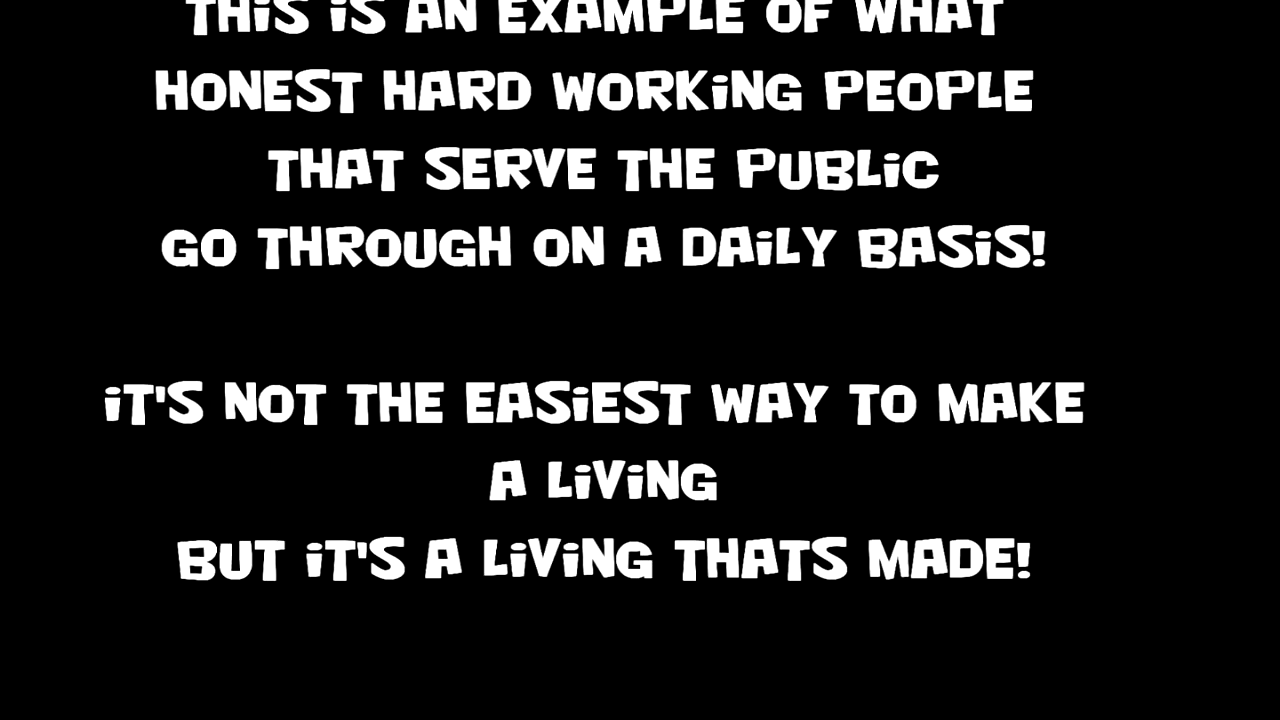 THiS iS AN EXAMPLE OF WHAT
HONEST HARD WORKiNG PEOPLE
THAT SERVE THE PUBLiC
GO THROUGH ON A DAiLY BASiS!
iT'S NOT THE EASiEST WAY TO MAKE
A LiViNG
BUT iT'S A LiViNG THATS MADE!